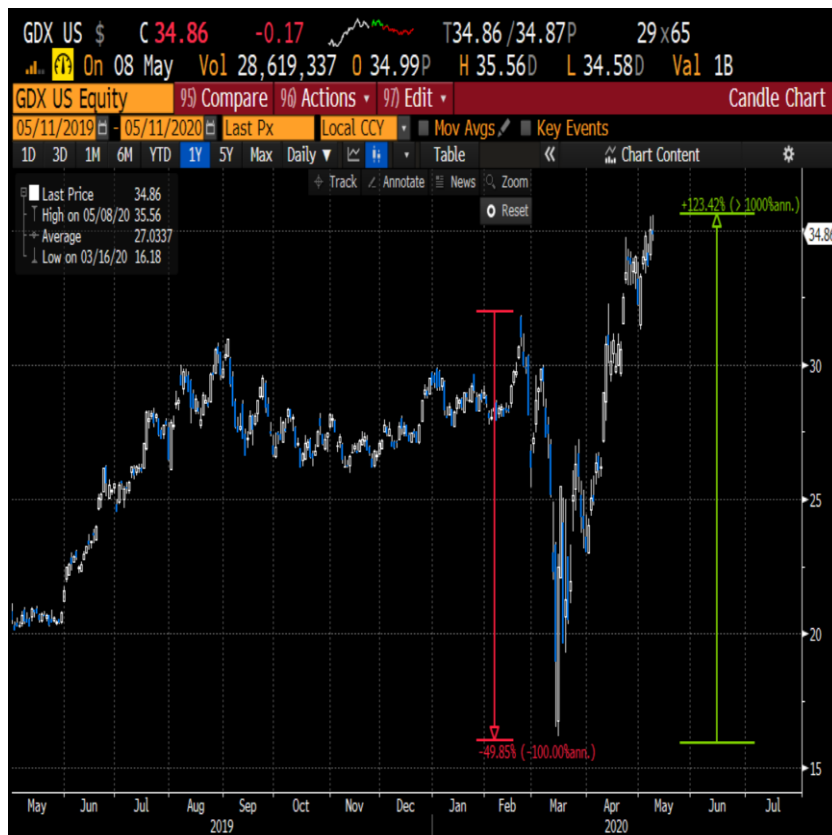 GDX US $ C 34.86 -0.17 T34.86/34.87P 29x65
On 08 May Vol 28,619,337 O 34.99P H 35.56D L 34.58D Val 1B
GDX US Equity 95) Compare 96) Actions 97) Edit Candle Chart
05/11/2019 - 05/11/2020 Last Px Local CCY Mov Avgs Key Events
1D 3D 1M 6M YTD 1Y 5Y Max Daily ▼ Table « Chart Content
Track Annotate News Zoom
Reset
Last Price 34.86
High on 05/08/20 35.56
Average 27.0337
Low on 03/16/20 16.18
+123.42% (> 1000%ann.)
34.86
30
25
20
-49.85% (-100.00%ann.)
15
May Jun Jul Aug Sep Oct Nov Dec Jan Feb Mar Apr May Jun Jul
2019 2020